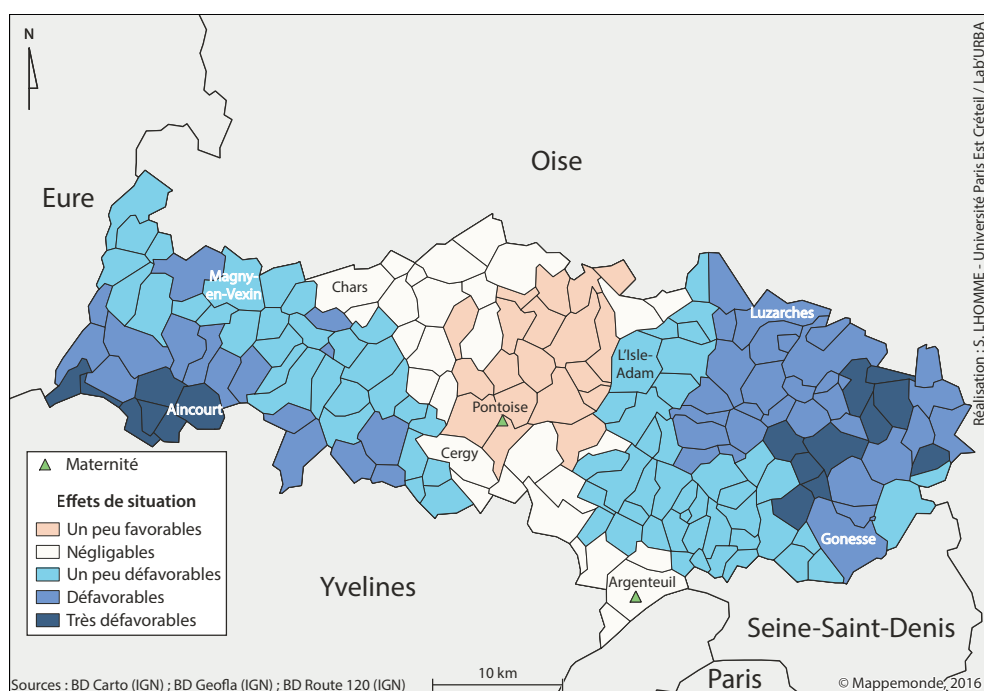 N
Oise
Eure
Magny-
en-Vexin
Chars
Luzarches
L'Isle-
Adam
Aincourt
Pontoise
Cergy
Gonesse
Argenteuil
Yvelines
Seine-Saint-Denis
Paris
Maternité
Effets de situation
Un peu favorables
Négligables
Un peu défavorables
Défavorables
Très défavorables
10 km
Sources : BD Carto (IGN) ; BD Geofla (IGN) ; BD Route 120 (IGN)
© Mappemonde, 2016
Réalisation : S. LHOMME - Université Paris Est Créteil / Lab'URBA